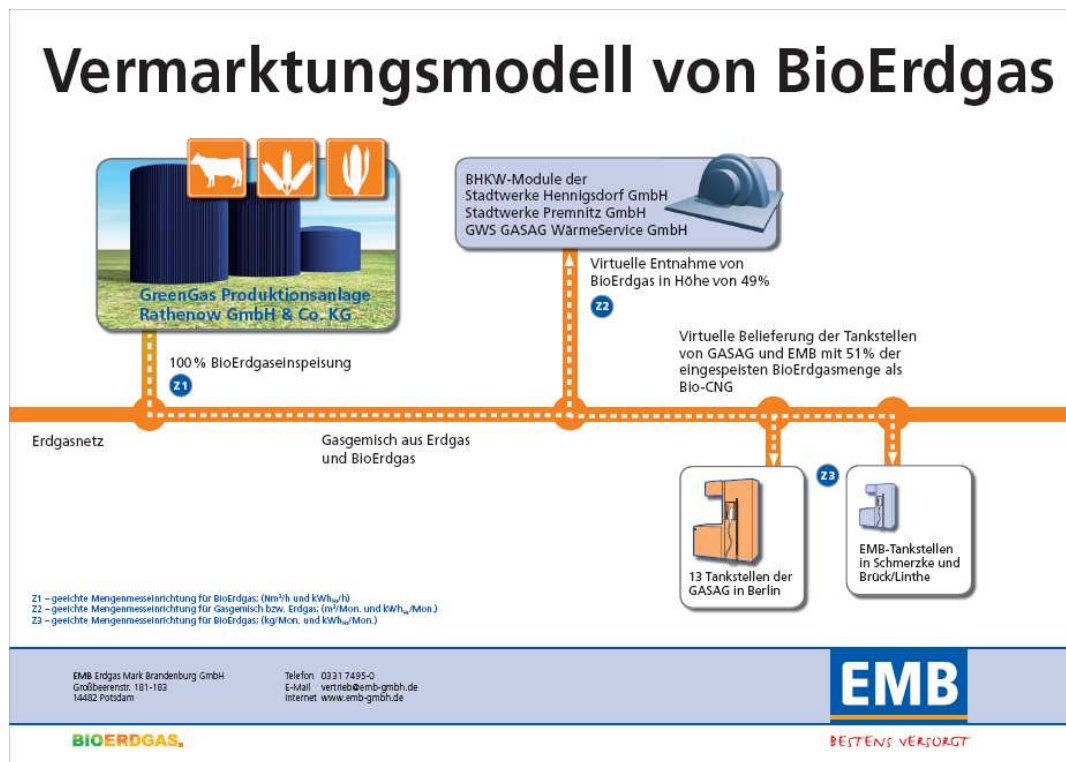 Vermarktungsmodell von BioErdgas
GreenGas Produktionsanlage
Rathenow GmbH & Co. KG
BHKW-Module der
Stadtwerke Hennigsdorf GmbH
Stadtwerke Premnitz GmbH
GWS GASAG WärmeService GmbH
100 % BioErdgaseinspeisung
Z1
Virtuelle Entnahme von
BioErdgas in Höhe von 49%
Z2
Virtuelle Belieferung der Tankstellen
von GASAG und EMB mit 51% der
eingespeisten BioErdgasmenge als
Bio-CNG
Erdgasnetz
Gasgemisch aus Erdgas
und BioErdgas
Z3
13 Tankstellen der
GASAG in Berlin
EMB-Tankstellen
in Schmerzke und
Brück/Linthe
Z1 – geeichte Mengenmesseinrichtung für BioErdgas; (Nm³/h und kWh/h)
Z2 – geeichte Mengenmesseinrichtung für Gasgemisch bzw. Erdgas; (m³/Mon. und kWh/Mon.)
Z3 – geeichte Mengenmesseinrichtung für BioErdgas; (kg/Mon. und kWh/Mon.)
EMB Erdgas Mark Brandenburg GmbH
Großbeerenstr. 181-183
14482 Potsdam
Telefon 0331 7495-0
E-Mail vertrieb@emb-gmbh.de
Internet www.emb-gmbh.de
EMB
BIOERDGAS.
BESTENS VERSORGT